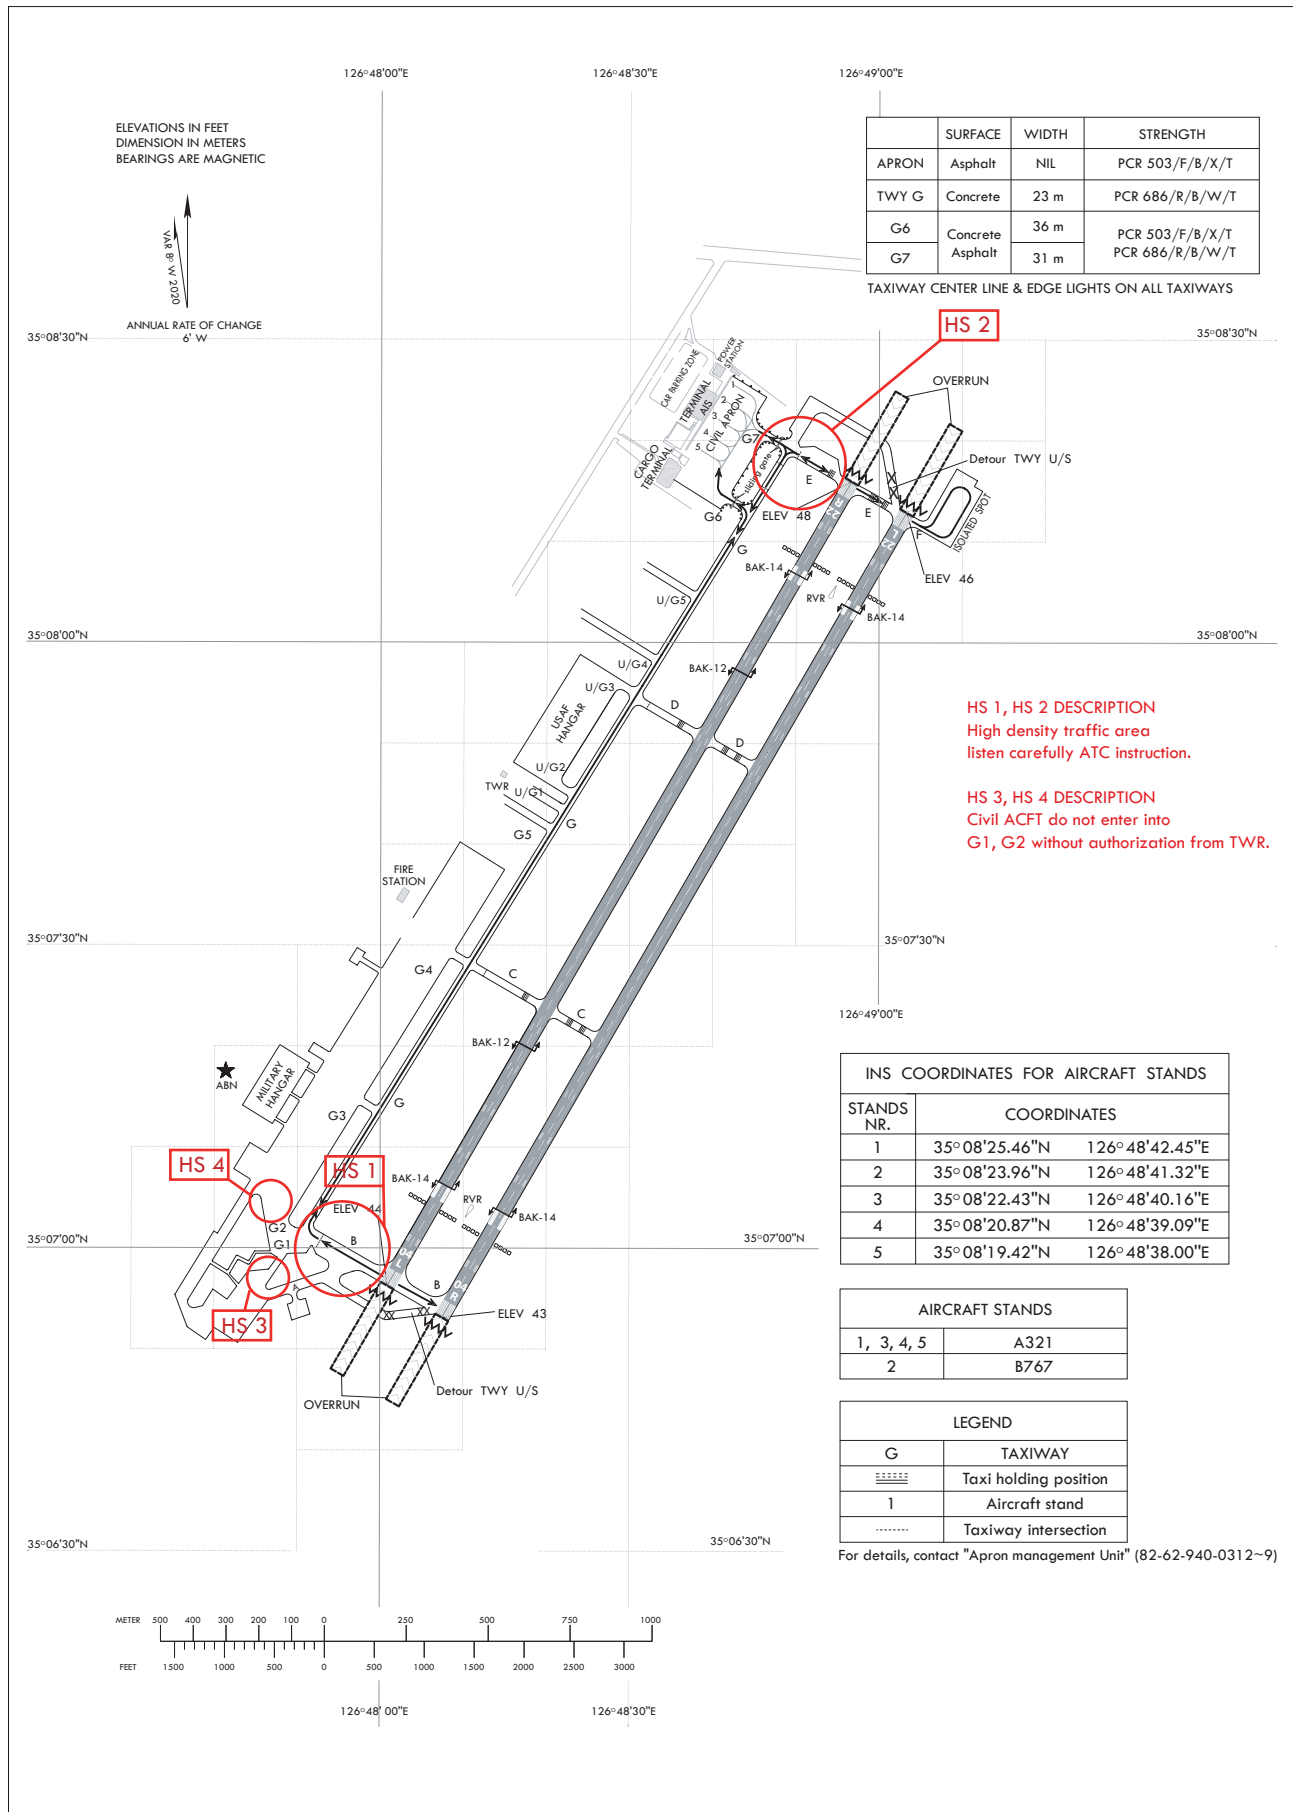 126°48'00"E
126°48'30"E
126°49'00"E
ELEVATIONS IN FEET
DIMENSION IN METERS
BEARINGS ARE MAGNETIC
VAR 8° W 2020
ANNUAL RATE OF CHANGE
6' W
SURFACE WIDTH STRENGTH
APRON Asphalt NIL PCR 503/F/B/X/T
TWY G Concrete 23 m PCR 686/R/B/W/T
G6 Concrete Asphalt 36 m PCR 503/F/B/X/T
G7 31 m PCR 686/R/B/W/T
TAXIWAY CENTER LINE & EDGE LIGHTS ON ALL TAXIWAYS
HS 2
35°08'30"N
35°08'30"N
POWER
STATION
CAR PARKING ZONE
TERMINAL
AIS
CIVIL APRON
1
2
3
4
5
OVERRUN
G7
CARGO
TERMINAL
sliding gate
E
Detour TWY U/S
G6
ELEV 48
22
R
E
22
L
F
ISOLATED SPOT
G
BAK-14
RVR
ELEV 46
U/G5
BAK-14
35°08'00"N
35°08'00"N
U/G4
BAK-12
U/G3
USAF
HANGAR
D
D
HS 1, HS 2 DESCRIPTION
High density traffic area
listen carefully ATC instruction.
U/G2
TWR
U/G1
HS 3, HS 4 DESCRIPTION
Civil ACFT do not enter into
G1, G2 without authorization from TWR.
G5
G
FIRE
STATION
35°07'30"N
35°07'30"N
G4
C
C
126°49'00"E
BAK-12
ABN
MILITARY
HANGAR
G3
G
INS COORDINATES FOR AIRCRAFT STANDS
STANDS NR. COORDINATES
1 35°08'25.46"N 126°48'42.45"E
2 35°08'23.96"N 126°48'41.32"E
3 35°08'22.43"N 126°48'40.16"E
4 35°08'20.87"N 126°48'39.09"E
5 35°08'19.42"N 126°48'38.00"E
HS 4
HS 1
BAK-14
RVR
BAK-14
ELEV 44
G2
G1
B
35°07'00"N
35°07'00"N
04
L
B
04
R
A
HS 3
ELEV 43
AIRCRAFT STANDS
1, 3, 4, 5 A321
2 B767
Detour TWY U/S
OVERRUN
LEGEND
G TAXIWAY
Taxi holding position
1 Aircraft stand
Taxiway intersection
35°06'30"N
35°06'30"N
For details, contact "Apron management Unit" (82-62-940-0312~9)
METER 500 400 300 200 100 0 250 500 750 1000
FEET 1500 1000 500 0 500 1000 1500 2000 2500 3000
126°48' 00"E
126°48'30"E